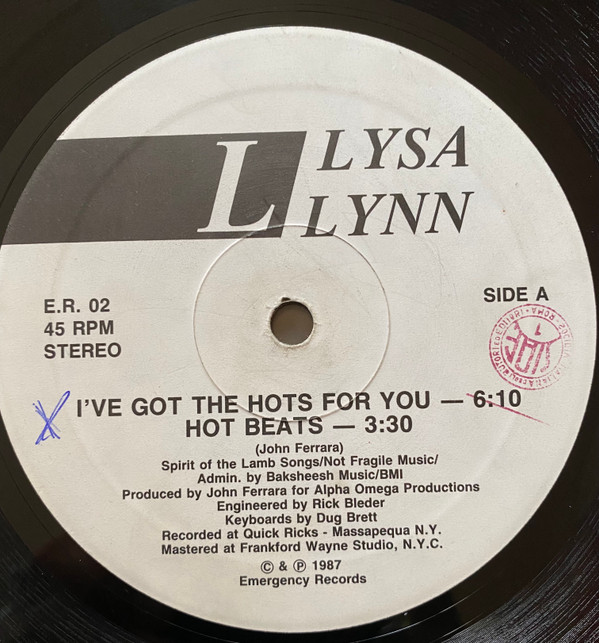 L
LYSA
LYNN
E.R. 02
45 RPM
STEREO
SIDE A
I'VE GOT THE HOTS FOR YOU — 6:10
HOT BEATS — 3:30
(John Ferrara)
Spirit of the Lamb Songs/Not Fragile Music/
Admin. by Baksheesh Music/BMI
Produced by John Ferrara for Alpha Omega Productions
Engineered by Rick Bleder
Keyboards by Dug Brett
Recorded at Quick Ricks - Massapequa N.Y.
Mastered at Frankford Wayne Studio, N.Y.C.
© & ℗ 1987
Emergency Records